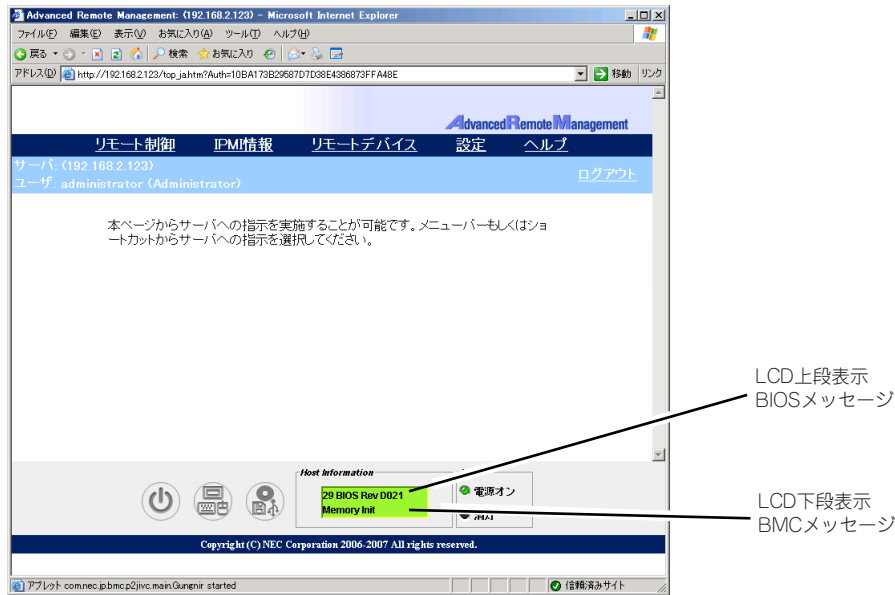 Advanced Remote Management: (192.168.2.123) - Microsoft Internet Explorer
ファイル(F) 編集(E) 表示(V) お気に入り(A) ツール(T) ヘルプ(H)
戻る 検索 お気に入り
アドレス(D) http://192.168.2.123/top_ja.htm?Auth=10BA173B29587D7D38E4386873FFA48E 移動 リンク
Advanced Remote Management
リモート制御 IPMI情報 リモートデバイス 設定 ヘルプ
サーバ: (192.168.2.123)
ユーザ: administrator (Administrator)
ログアウト
本ページからサーバへの指示を実施することが可能です。メニューバーもしくはショ
ートカットからサーバへの指示を選択してください。
LCD上段表示
BIOSメッセージ
Host Information
29 BIOS Rev D021
Memory Init
電源オン
LCD下段表示
BMCメッセージ
Copyright (C) NEC Corporation 2006-2007 All rights reserved.
アプレット com.nec.jp.bmc.p2jivc.main.Gungnir started
信頼済みサイト